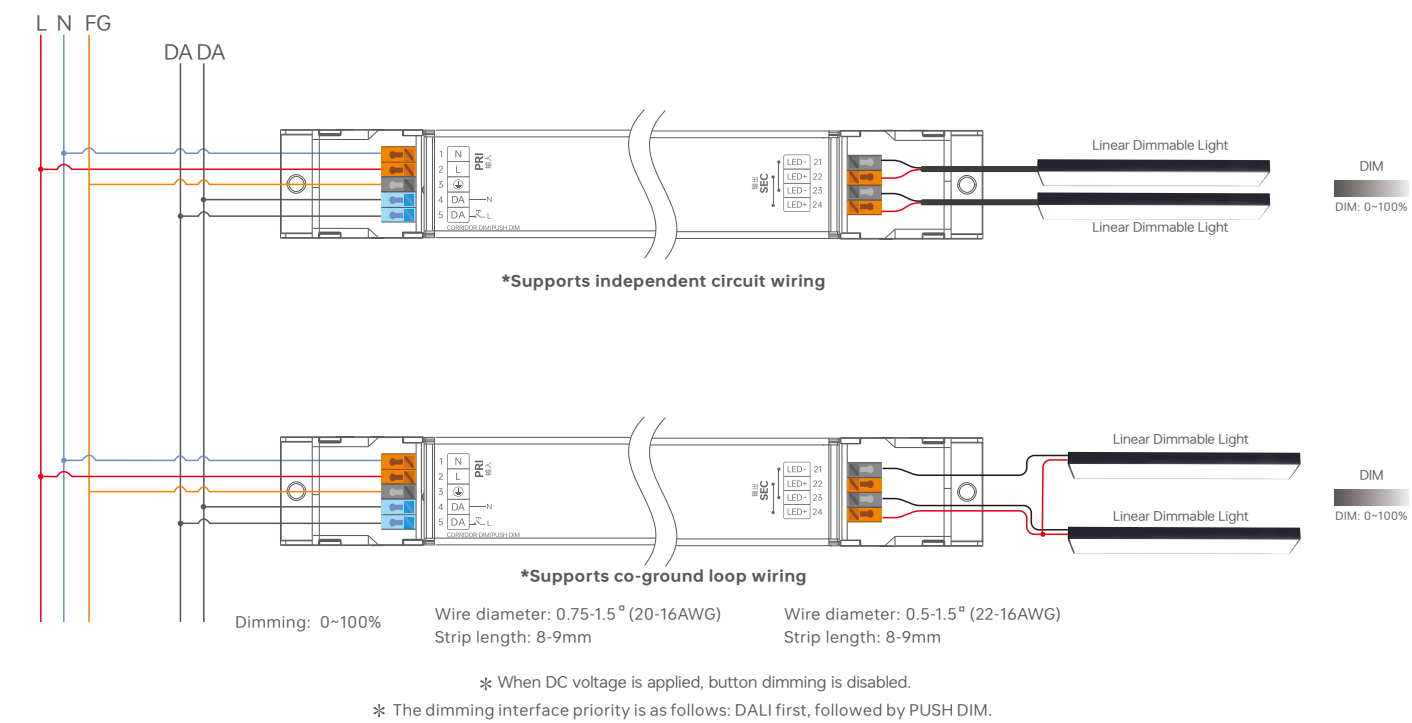 L N FG
DA DA
1 N
2 L
3
4 DA N
5 DA L
PRI
输入
CORRIDOR DIM/PUSH DIM
输出
SEC
LED- 21
LED+ 22
LED- 23
LED+ 24
Linear Dimmable Light
Linear Dimmable Light
DIM
DIM: 0~100%
*Supports independent circuit wiring
1 N
2 L
3
4 DA N
5 DA L
PRI
输入
CORRIDOR DIM/PUSH DIM
输出
SEC
LED- 21
LED+ 22
LED- 23
LED+ 24
Linear Dimmable Light
Linear Dimmable Light
DIM
DIM: 0~100%
*Supports co-ground loop wiring
Dimming: 0~100%
Wire diameter: 0.75-1.5¤ (20-16AWG)
Strip length: 8-9mm
Wire diameter: 0.5-1.5¤ (22-16AWG)
Strip length: 8-9mm
* When DC voltage is applied, button dimming is disabled.
* The dimming interface priority is as follows: DALI first, followed by PUSH DIM.